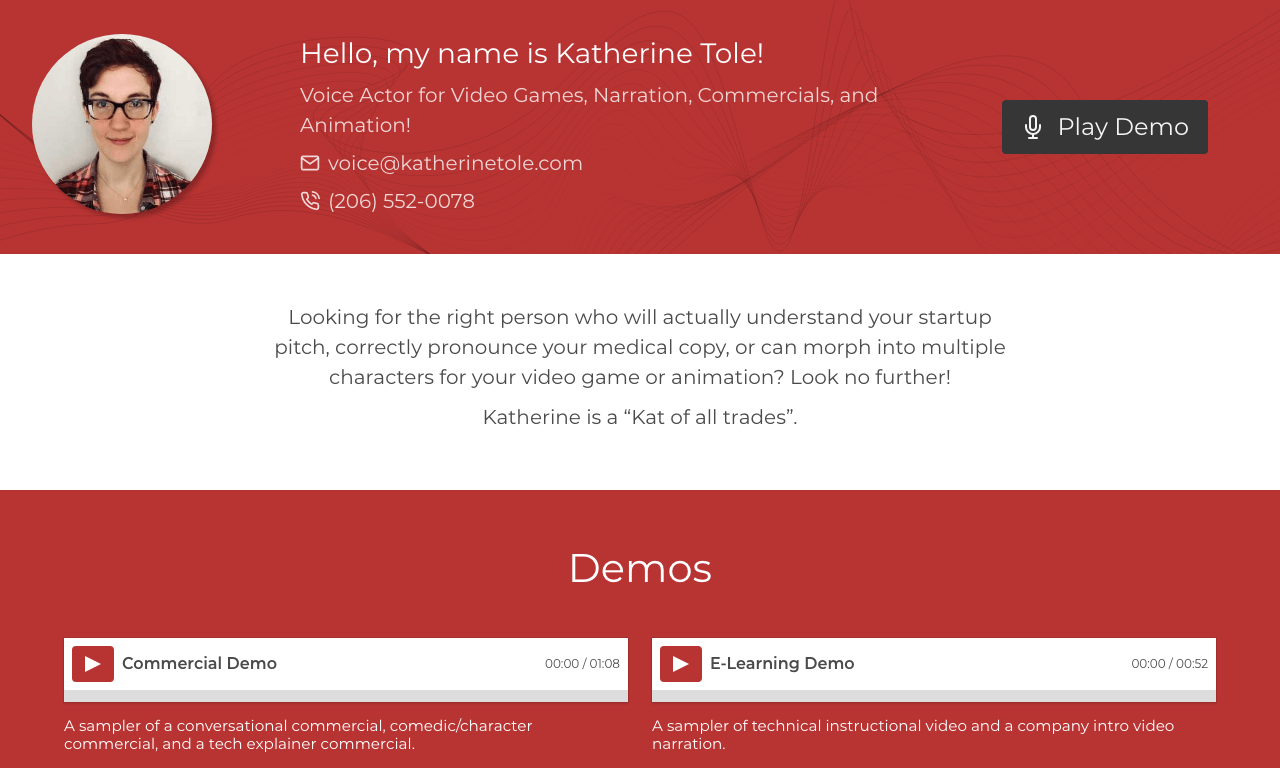 Hello, my name is Katherine Tole!
Voice Actor for Video Games, Narration, Commercials, and
Animation!
voice@katherinetole.com
(206) 552-0078
Play Demo
Looking for the right person who will actually understand your startup
pitch, correctly pronounce your medical copy, or can morph into multiple
characters for your video game or animation? Look no further!
Katherine is a “Kat of all trades”.
Demos
Commercial Demo 00:00 / 01:08
A sampler of a conversational commercial, comedic/character
commercial, and a tech explainer commercial.
E-Learning Demo 00:00 / 00:52
A sampler of technical instructional video and a company intro video
narration.